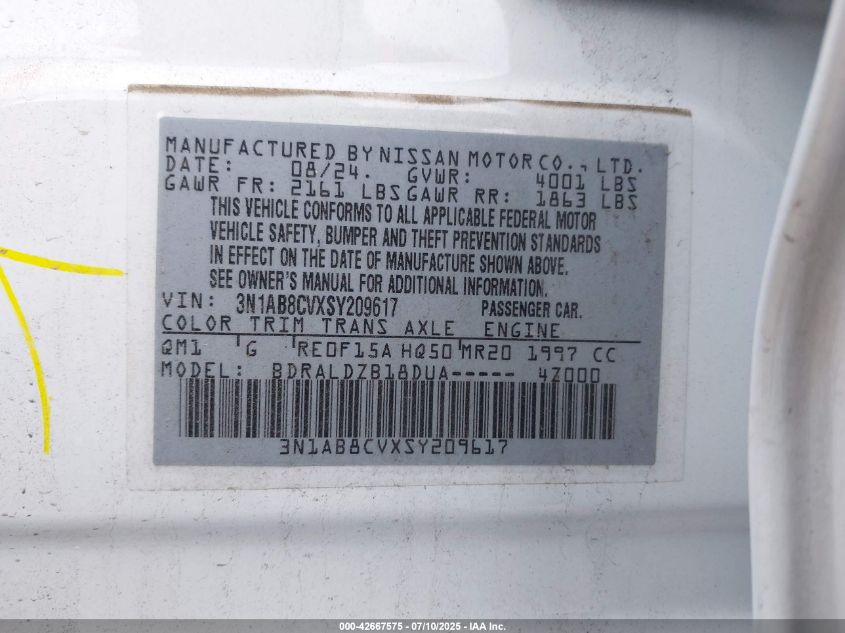 MANUFACTURED BY NISSAN MOTOR CO., LTD.
DATE: 08/24. GVWR: 4001 LBS
GAWR FR: 2161 LBS GAWR RR: 1863 LBS
THIS VEHICLE CONFORMS TO ALL APPLICABLE FEDERAL MOTOR
VEHICLE SAFETY, BUMPER AND THEFT PREVENTION STANDARDS
IN EFFECT ON THE DATE OF MANUFACTURE SHOWN ABOVE.
SEE OWNER'S MANUAL FOR ADDITIONAL INFORMATION.
VIN: 3N1AB8CVXSY209617 PASSENGER CAR.
COLOR TRIM TRANS AXLE ENGINE
QM1 G RE0F15A HQ50 MR20 1997 CC
MODEL: BDRALDZB18DUA----- 4Z000
3N1AB8CVXSY209617
000-42667575 - 07/10/2025 - IAA Inc.